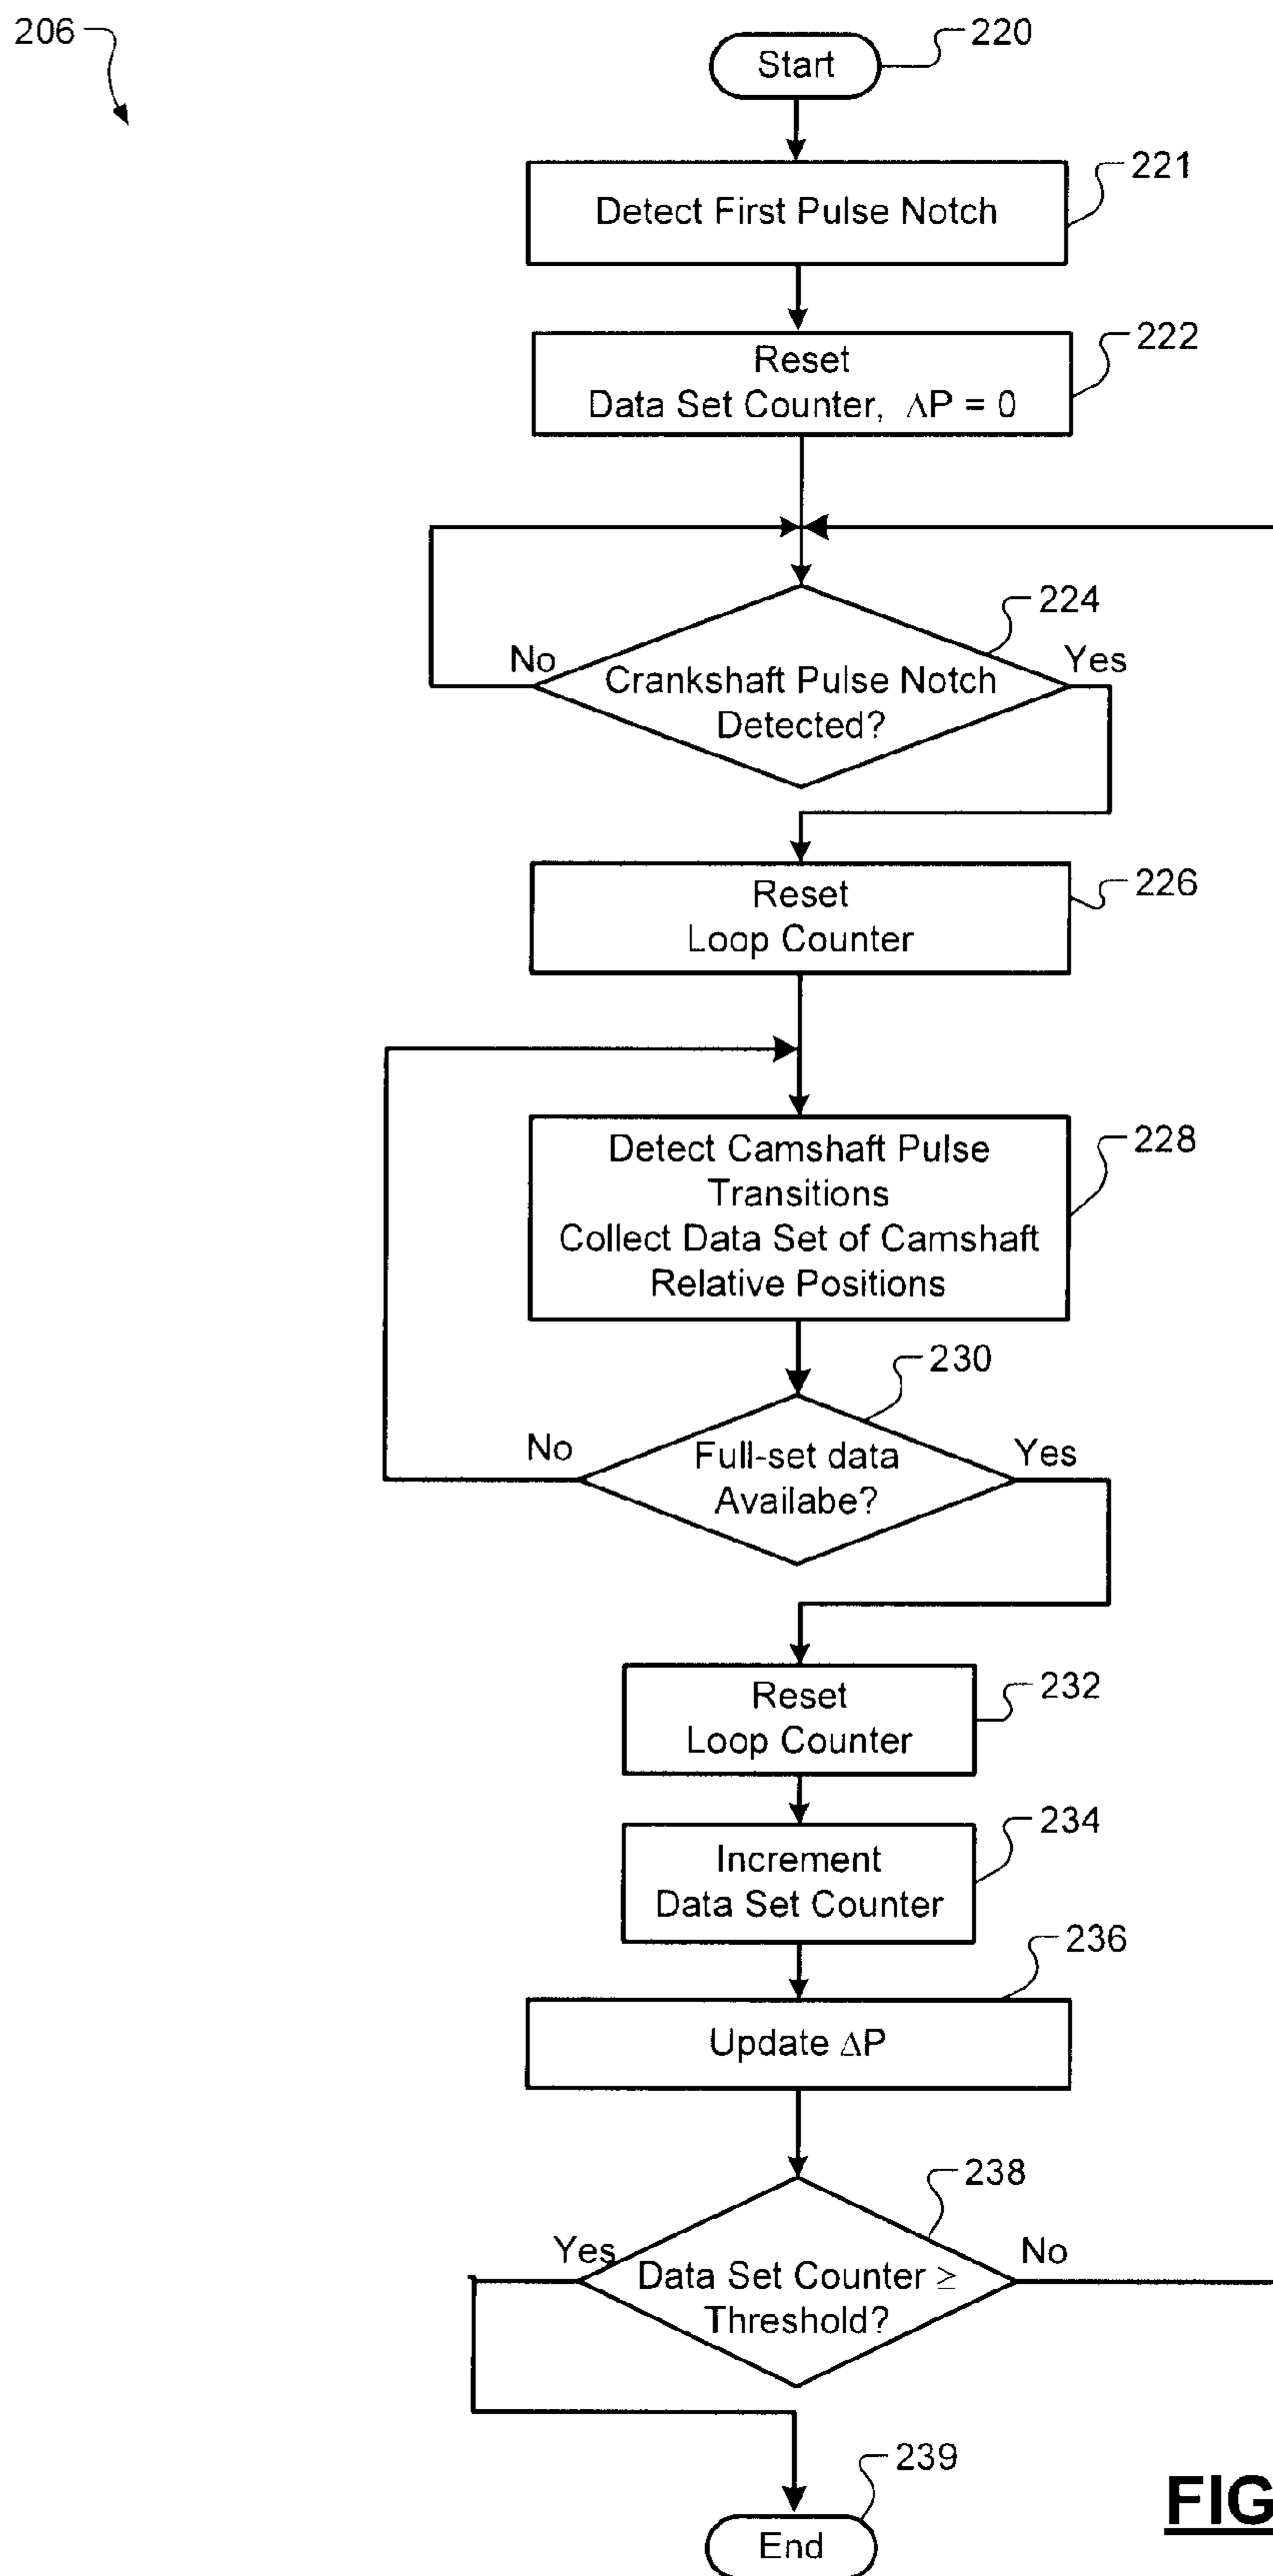 206
Start
220
Detect First Pulse Notch
221
Reset
Data Set Counter, ΔP = 0
222
224
No
Yes
Crankshaft Pulse Notch
Detected?
Reset
Loop Counter
226
Detect Camshaft Pulse
Transitions
Collect Data Set of Camshaft
Relative Positions
228
230
No
Yes
Full-set data
Availabe?
Reset
Loop Counter
232
Increment
Data Set Counter
234
236
Update ΔP
238
Yes
No
Data Set Counter ≥
Threshold?
239
End
FIG